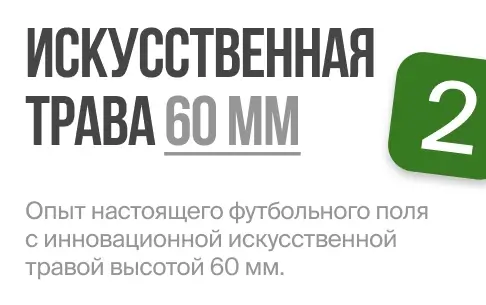 ИСКУССТВЕННАЯ
ТРАВА 60 ММ
2
Опыт настоящего футбольного поля
с инновационной искусственной
травой высотой 60 мм.